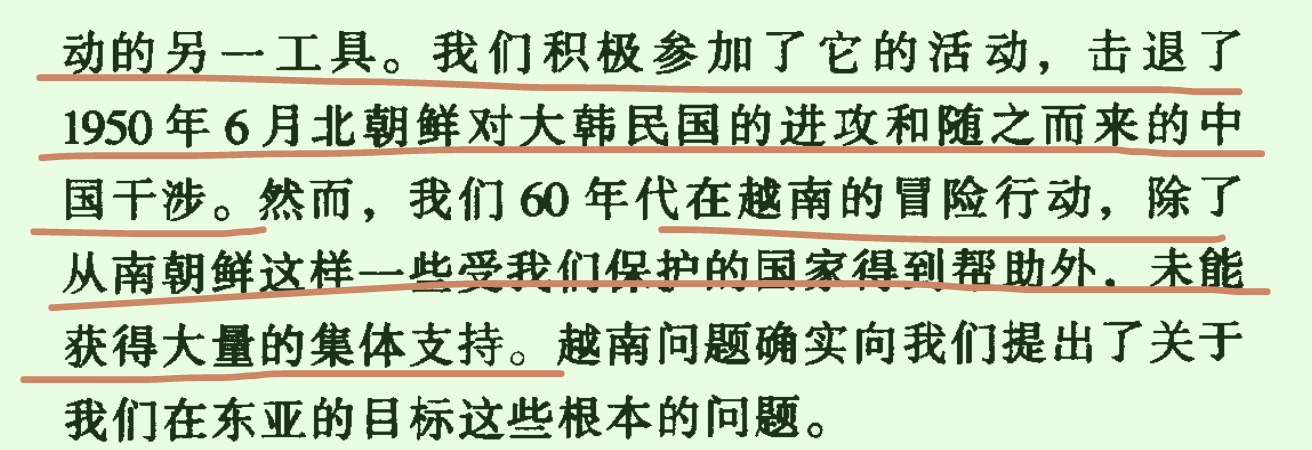 动的另一工具。我们积极参加了它的活动，击退了
1950年6月北朝鲜对大韩民国的进攻和随之而来的中
国干涉。然而，我们60年代在越南的冒险行动，除了
从南朝鲜这样一些受我们保护的国家得到帮助外，未能
获得大量的集体支持。越南问题确实向我们提出了关于
我们在东亚的目标这些根本的问题。